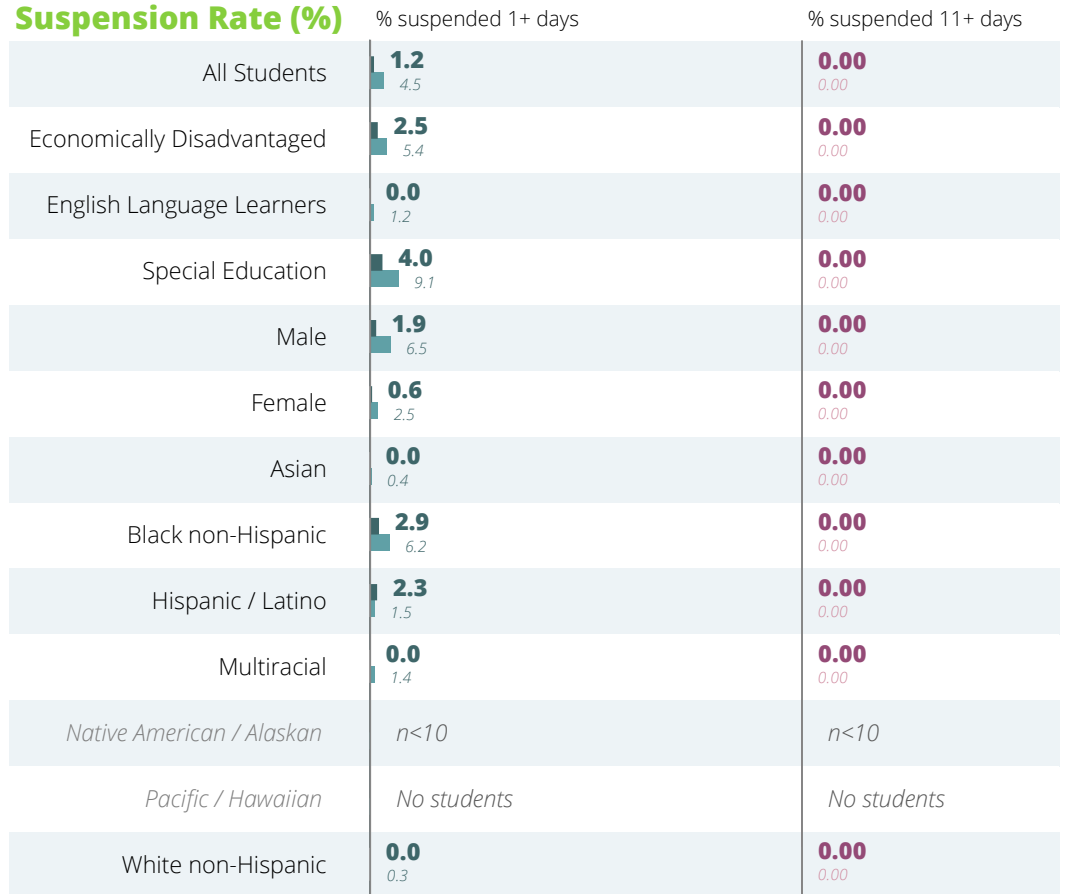 Suspension Rate (%) % suspended 1+ days % suspended 11+ days
All Students 1.2 0.00
4.5 0.00
Economically Disadvantaged 2.5 0.00
5.4 0.00
English Language Learners 0.0 0.00
1.2 0.00
Special Education 4.0 0.00
9.1 0.00
Male 1.9 0.00
6.5 0.00
Female 0.6 0.00
2.5 0.00
Asian 0.0 0.00
0.4 0.00
Black non-Hispanic 2.9 0.00
6.2 0.00
Hispanic / Latino 2.3 0.00
1.5 0.00
Multiracial 0.0 0.00
1.4 0.00
Native American / Alaskan n<10 n<10
Pacific / Hawaiian No students No students
White non-Hispanic 0.0 0.00
0.3 0.00